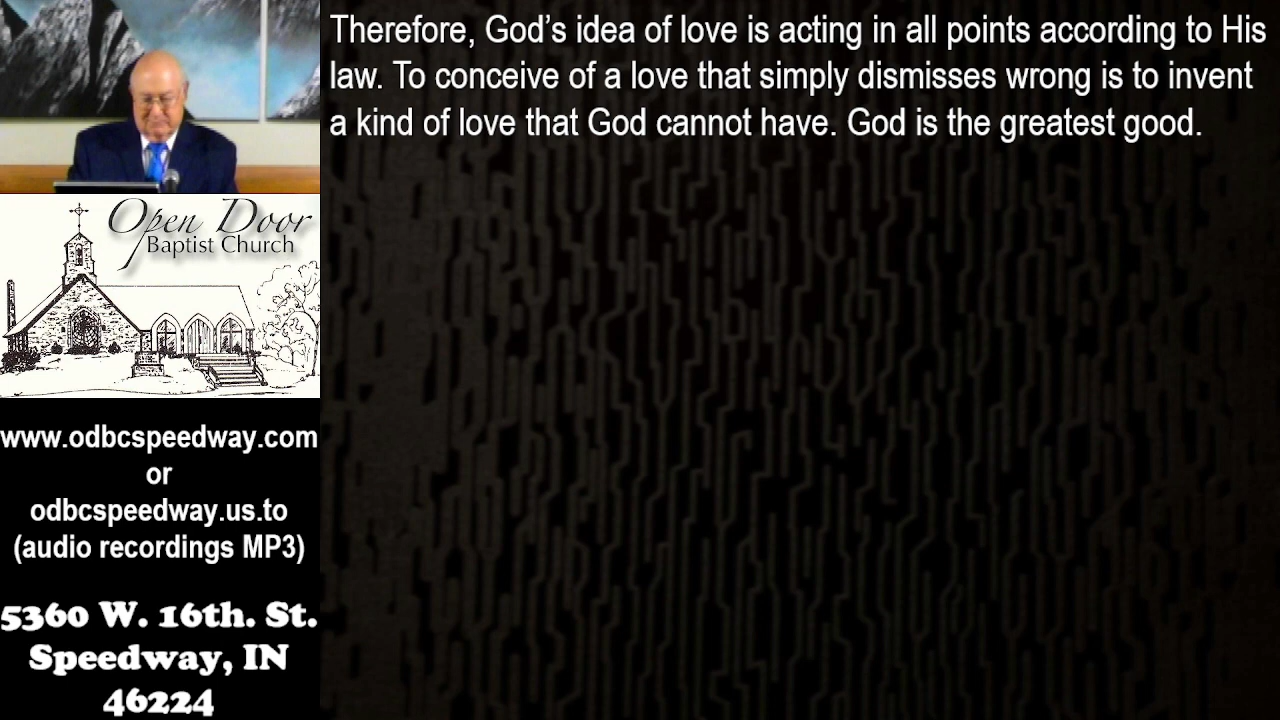 Therefore, God’s idea of love is acting in all points according to His
law. To conceive of a love that simply dismisses wrong is to invent
a kind of love that God cannot have. God is the greatest good.
Open Door
Baptist Church
www.odbcspeedway.com
or
odbcspeedway.us.to
(audio recordings MP3)
5360 W. 16th. St.
Speedway, IN
46224